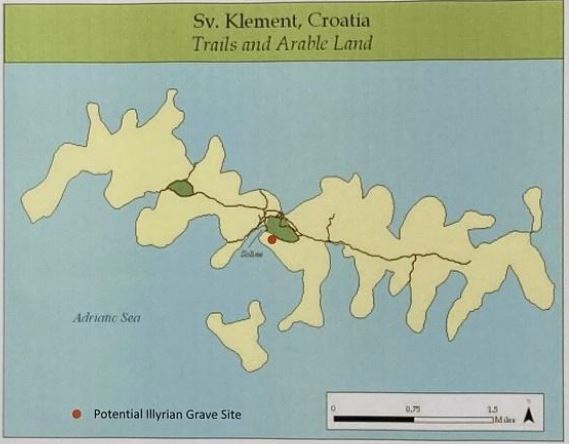 Sv. Klement, Croatia
Trails and Arable Land
Soline
Adriatic Sea
Potential Illyrian Grave Site
0 0.75 1.5
Miles
N